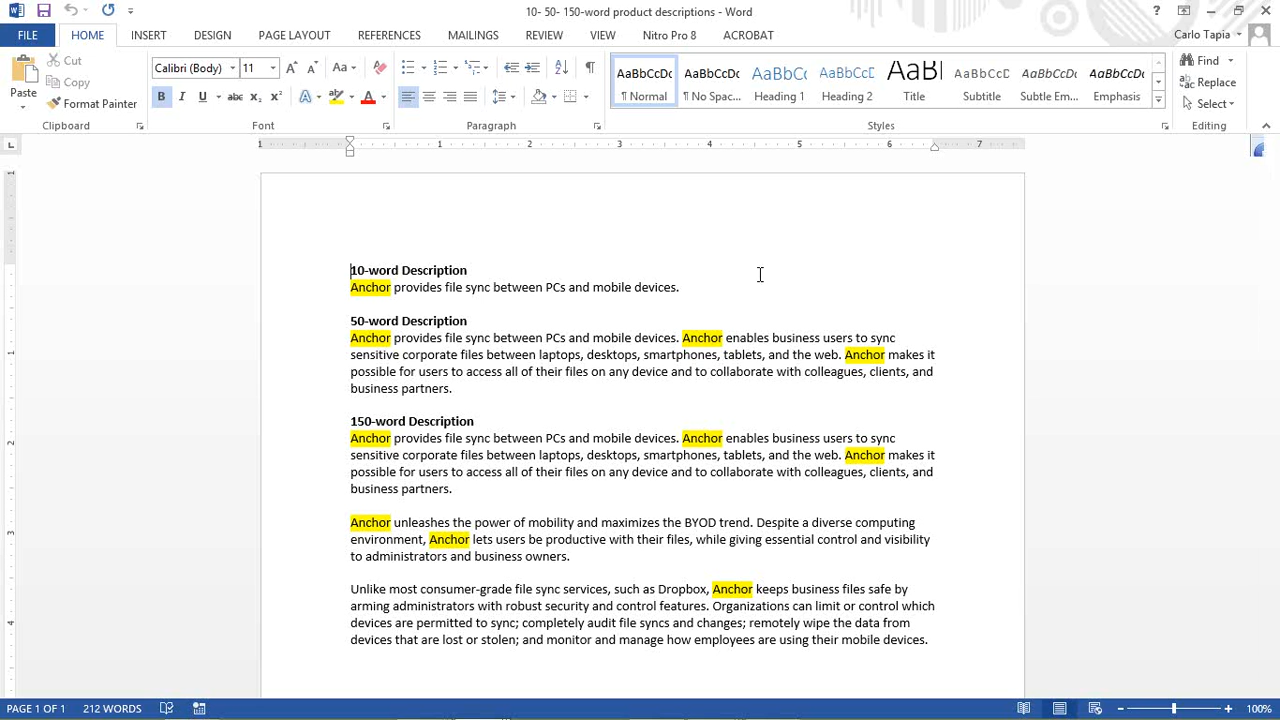 10- 50- 150-word product descriptions - Word
FILE HOME INSERT DESIGN PAGE LAYOUT REFERENCES MAILINGS REVIEW VIEW Nitro Pro 8 ACROBAT Carlo Tapia
Paste Cut Copy Format Painter
Calibri (Body) 11
AaBbCcDc AaBbCcDc AaBbCc AaBbCcD AaBl AaBbCcD AaBbCcDc AaBbCcDc
¶ Normal ¶ No Spac... Heading 1 Heading 2 Title Subtitle Subtle Em... Emphasis
Find Replace Select
Clipboard Font Paragraph Styles Editing
1 1 2 3 4 5 6 7
10-word Description
Anchor provides file sync between PCs and mobile devices.
50-word Description
Anchor provides file sync between PCs and mobile devices. Anchor enables business users to sync
sensitive corporate files between laptops, desktops, smartphones, tablets, and the web. Anchor makes it
possible for users to access all of their files on any device and to collaborate with colleagues, clients, and
business partners.
150-word Description
Anchor provides file sync between PCs and mobile devices. Anchor enables business users to sync
sensitive corporate files between laptops, desktops, smartphones, tablets, and the web. Anchor makes it
possible for users to access all of their files on any device and to collaborate with colleagues, clients, and
business partners.
Anchor unleashes the power of mobility and maximizes the BYOD trend. Despite a diverse computing
environment, Anchor lets users be productive with their files, while giving essential control and visibility
to administrators and business owners.
Unlike most consumer-grade file sync services, such as Dropbox, Anchor keeps business files safe by
arming administrators with robust security and control features. Organizations can limit or control which
devices are permitted to sync; completely audit file syncs and changes; remotely wipe the data from
devices that are lost or stolen; and monitor and manage how employees are using their mobile devices.
PAGE 1 OF 1 212 WORDS 100%